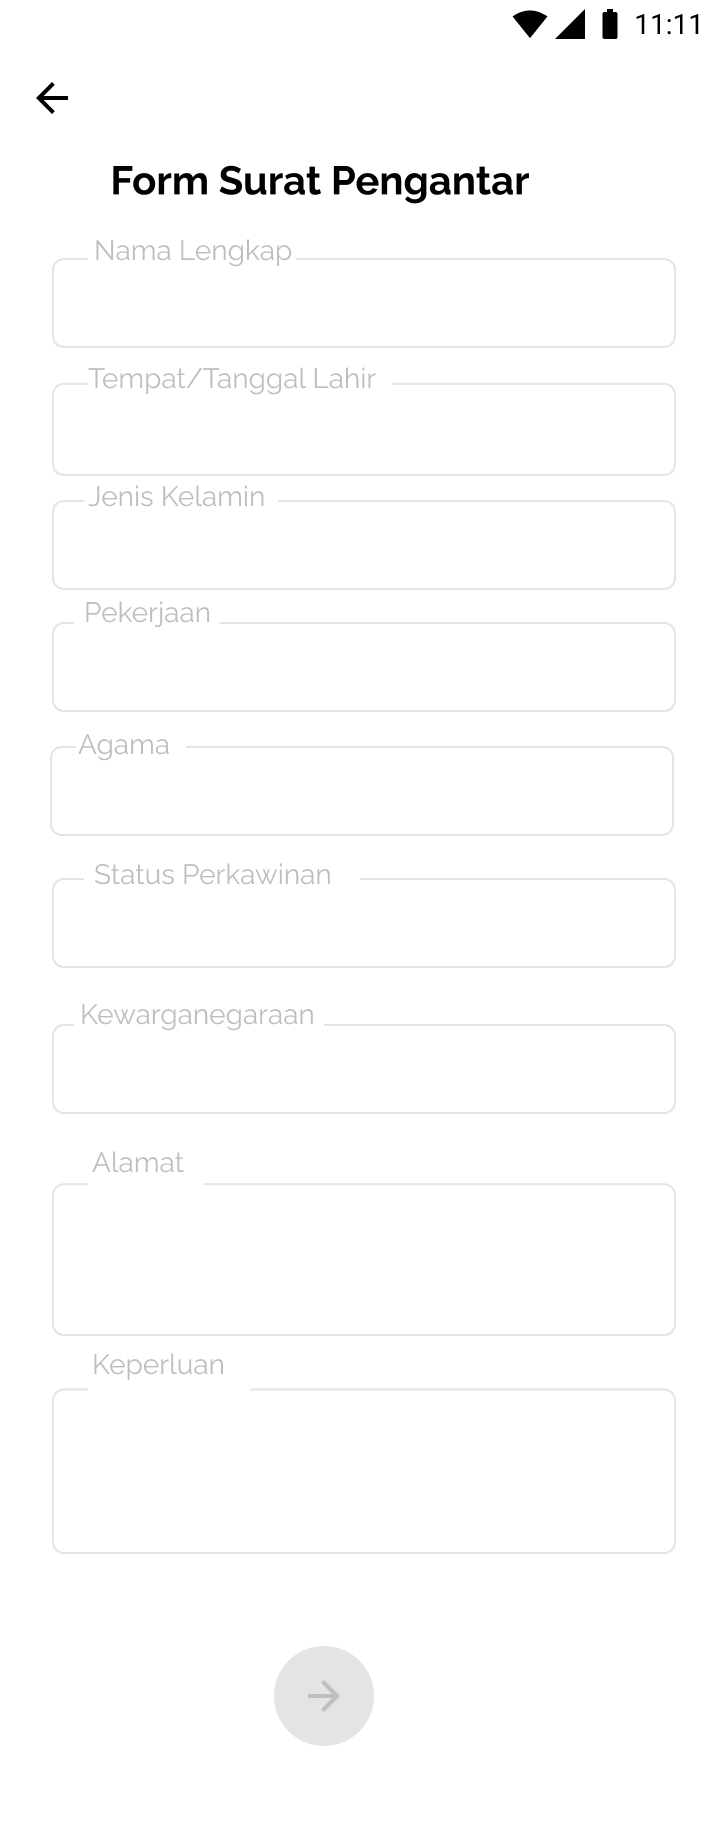 11:11
Form Surat Pengantar
Nama Lengkap
Tempat/Tanggal Lahir
Jenis Kelamin
Pekerjaan
Agama
Status Perkawinan
Kewarganegaraan
Alamat
Keperluan